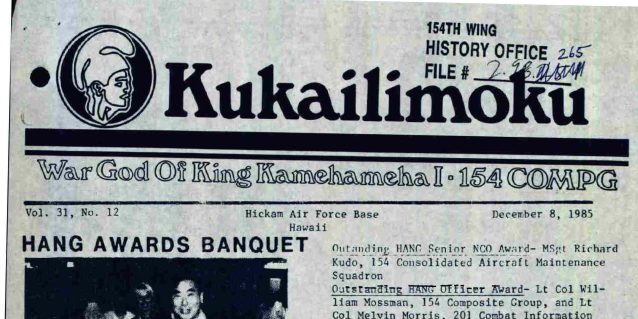 154TH WING
HISTORY OFFICE 265
FILE #
Kukailimoku
War God Of King Kamehameha I · 154 COMPG
Vol. 31, No. 12 Hickam Air Force Base December 8, 1985
Hawaii
HANG AWARDS BANQUET
Outanding HANG Senior NCO Award- MSgt Richard
Kudo, 154 Consolidated Aircraft Maintenance
Squadron
Outstanding HANG Officer Award- Lt Col Wil-
liam Mossman, 154 Composite Group, and Lt
Col Melvin Morris, 201 Combat Information